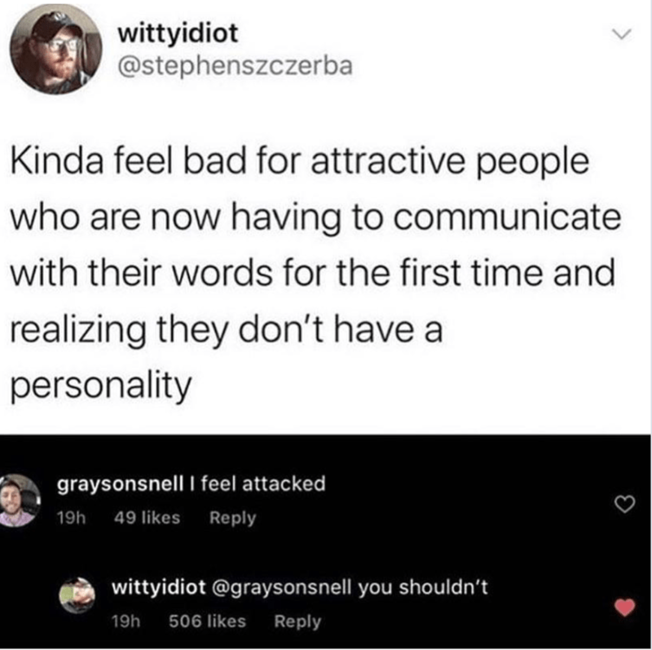 wittyidiot
@stephenszczerba
Kinda feel bad for attractive people
who are now having to communicate
with their words for the first time and
realizing they don't have a
personality
graysonsnell I feel attacked
19h 49 likes Reply
wittyidiot @graysonsnell you shouldn't
19h 506 likes Reply